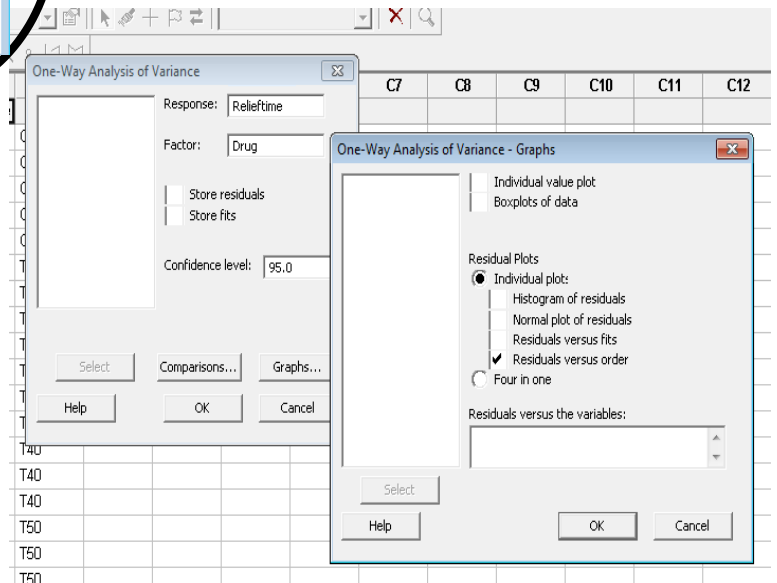 One-Way Analysis of Variance
C7 C8 C9 C10 C11 C12
Response: Relieftime
Factor: Drug
Store residuals
Store fits
Confidence level: 95.0
Select
Comparisons...
Graphs...
Help
OK
Cancel
One-Way Analysis of Variance - Graphs
Individual value plot
Boxplots of data
Residual Plots
Individual plots
Histogram of residuals
Normal plot of residuals
Residuals versus fits
Residuals versus order
Four in one
Residuals versus the variables:
Select
Help
OK
Cancel
T40
T40
T40
T50
T50
T50